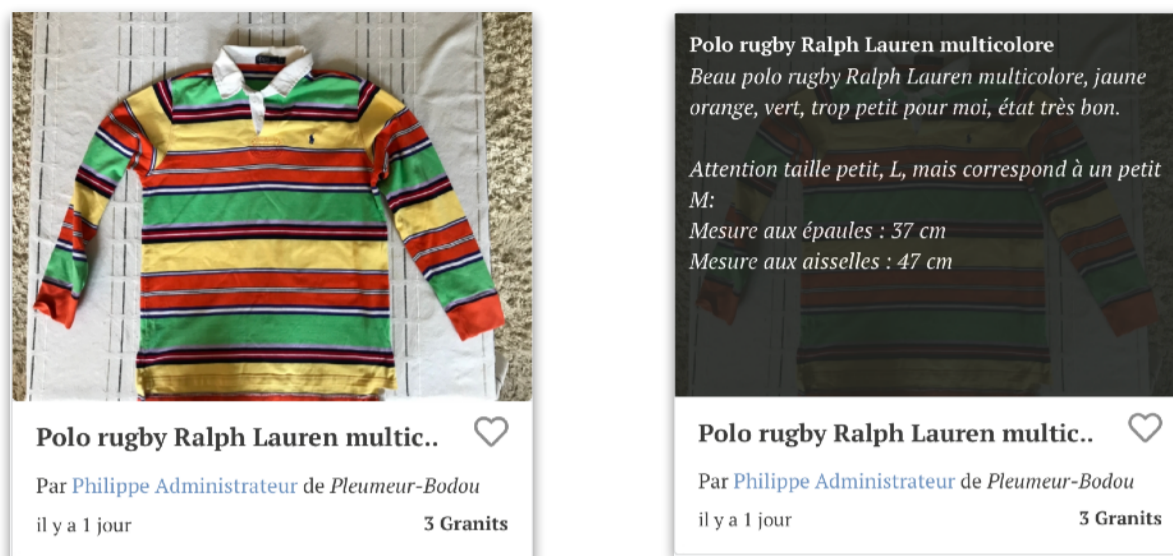 Polo rugby Ralph Lauren multic..
Par Philippe Administrateur de Pleumeur-Bodou
il y a 1 jour
3 Granits
Polo rugby Ralph Lauren multicolore
Beau polo rugby Ralph Lauren multicolore, jaune
orange, vert, trop petit pour moi, état très bon.
Attention taille petit, L, mais correspond à un petit
M:
Mesure aux épaules : 37 cm
Mesure aux aisselles : 47 cm
Polo rugby Ralph Lauren multic..
Par Philippe Administrateur de Pleumeur-Bodou
il y a 1 jour
3 Granits